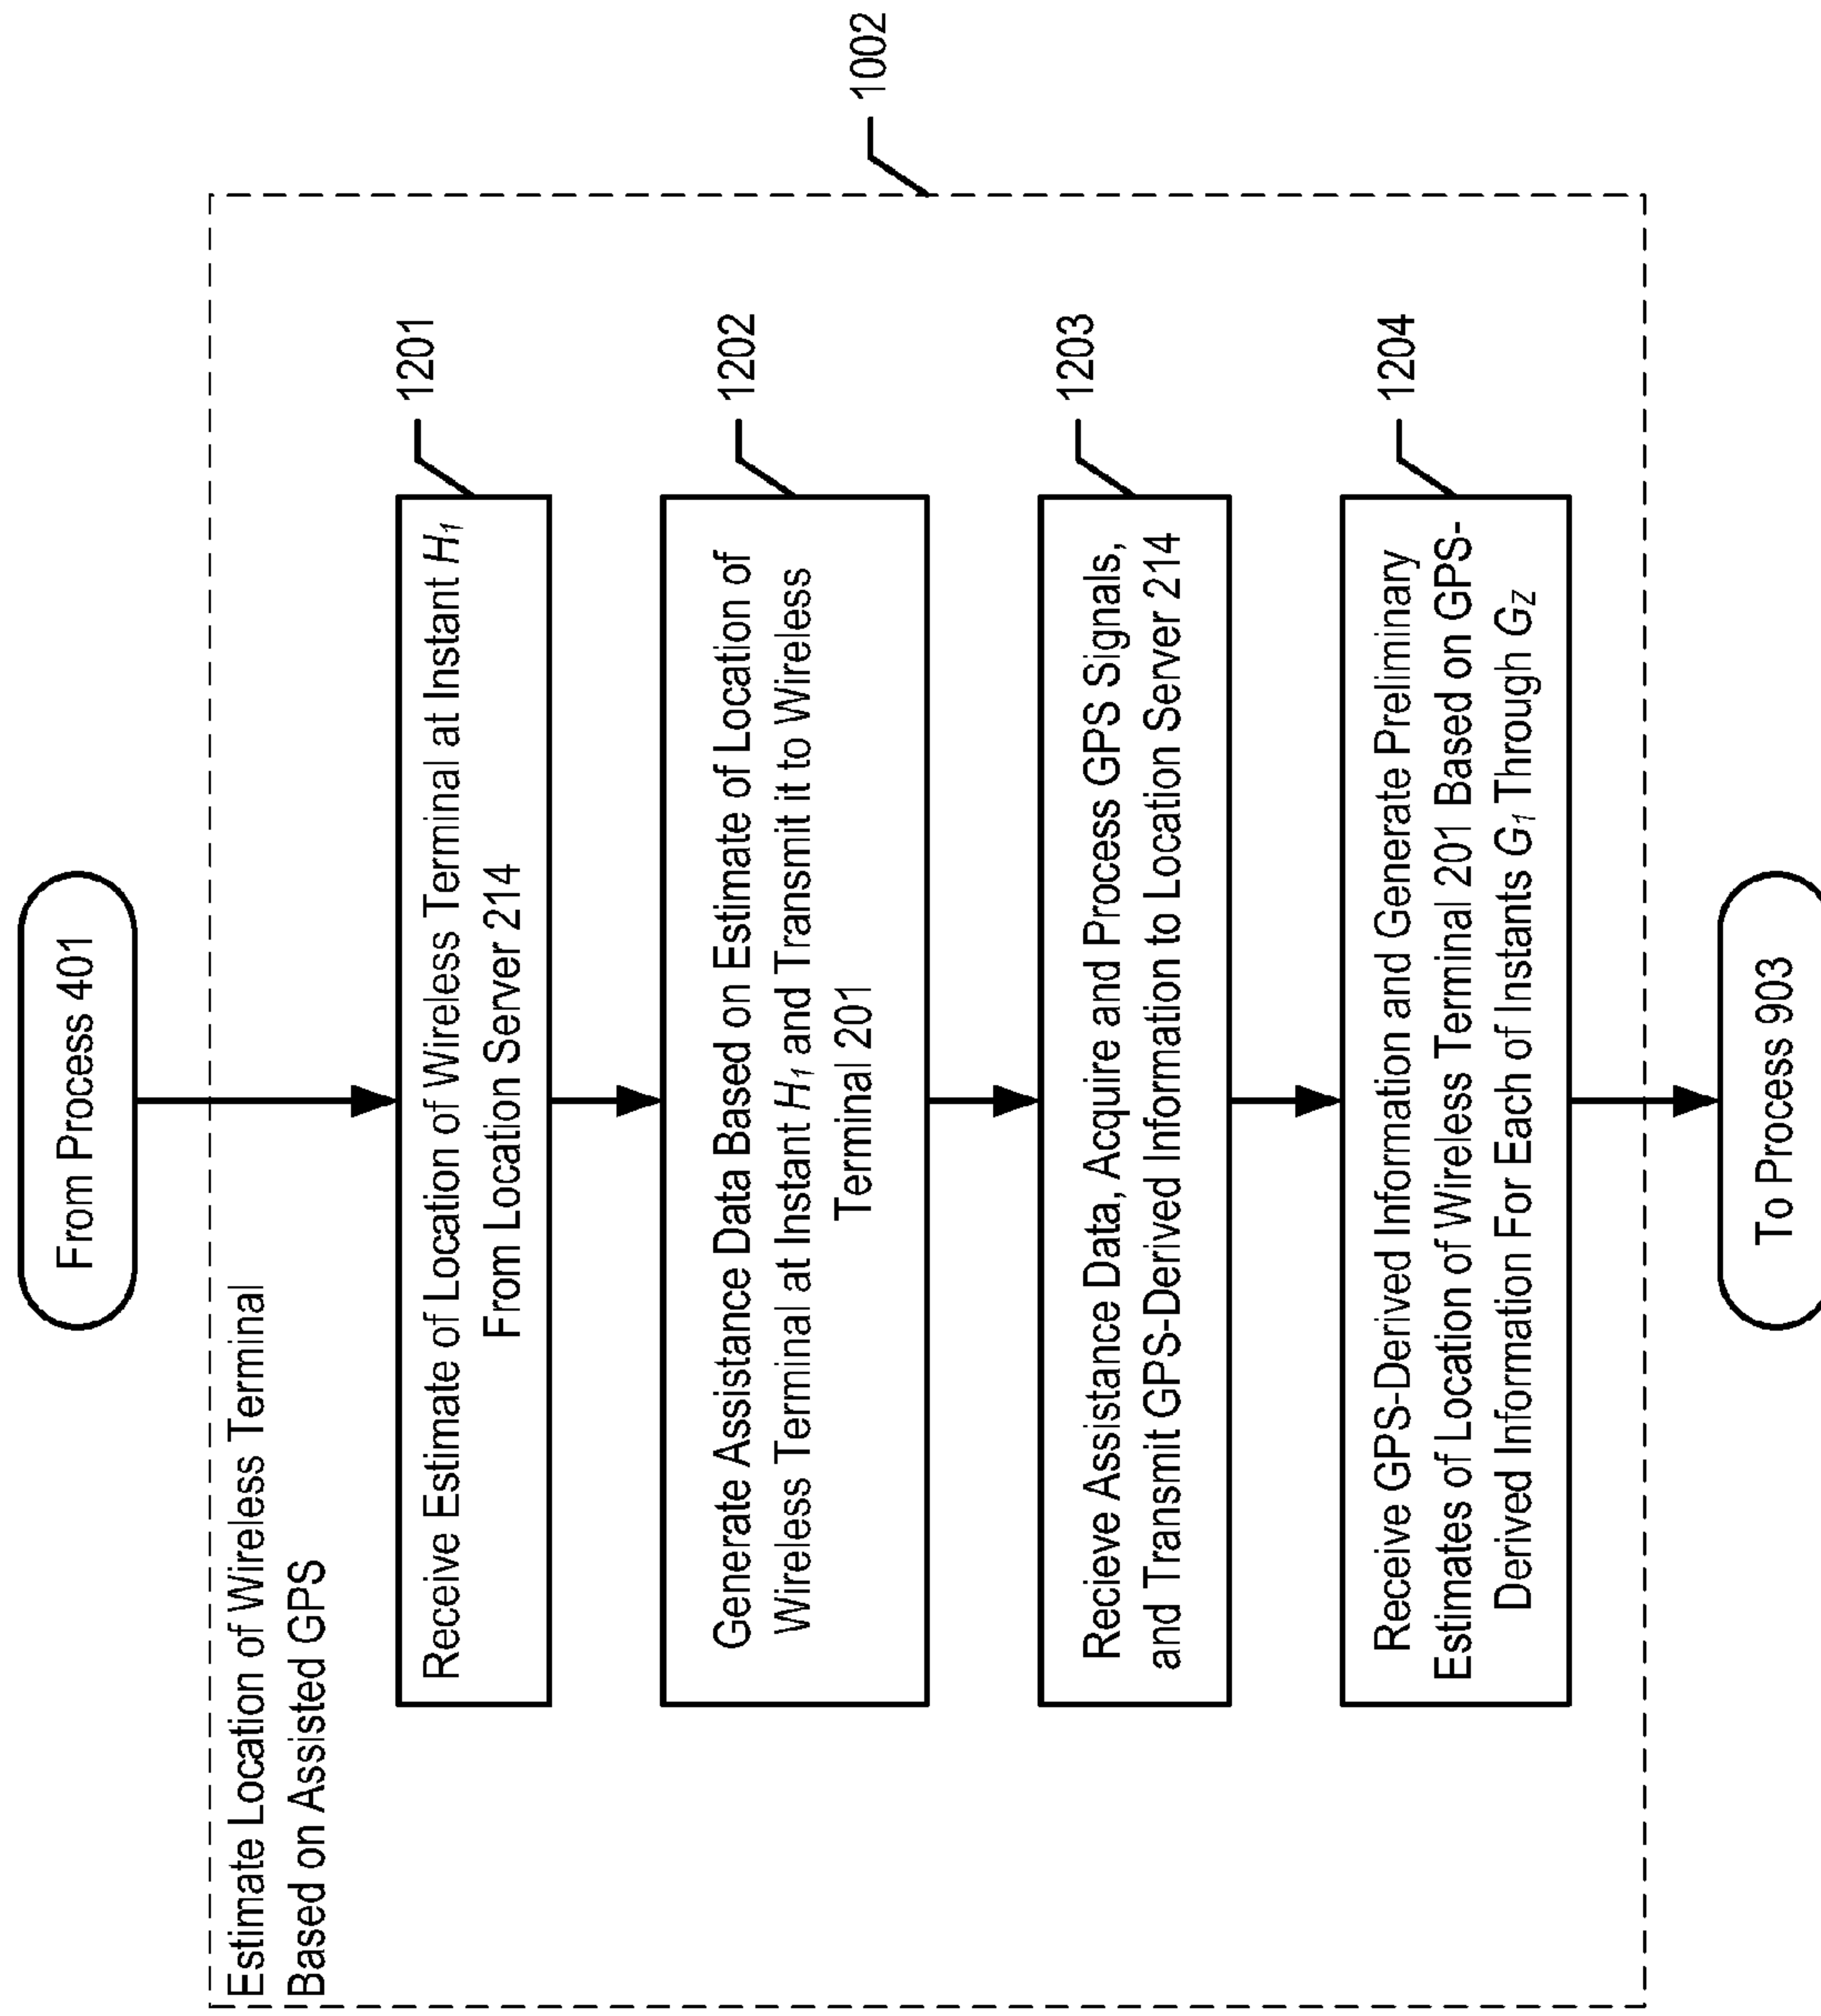 From Process 401
Estimate Location of Wireless Terminal
Based on Assisted GPS
1002
1201
Receive Estimate of Location of Wireless Terminal at Instant H1
From Location Server 214
1202
Generate Assistance Data Based on Estimate of Location of
Wireless Terminal at Instant H1 and Transmit it to Wireless
Terminal 201
1203
Recieve Assistance Data, Acquire and Process GPS Signals,
and Transmit GPS-Derived Information to Location Server 214
1204
Receive GPS-Derived Information and Generate Preliminary
Estimates of Location of Wireless Terminal 201 Based on GPS-
Derived Information For Each of Instants G1 Through GZ
To Process 903